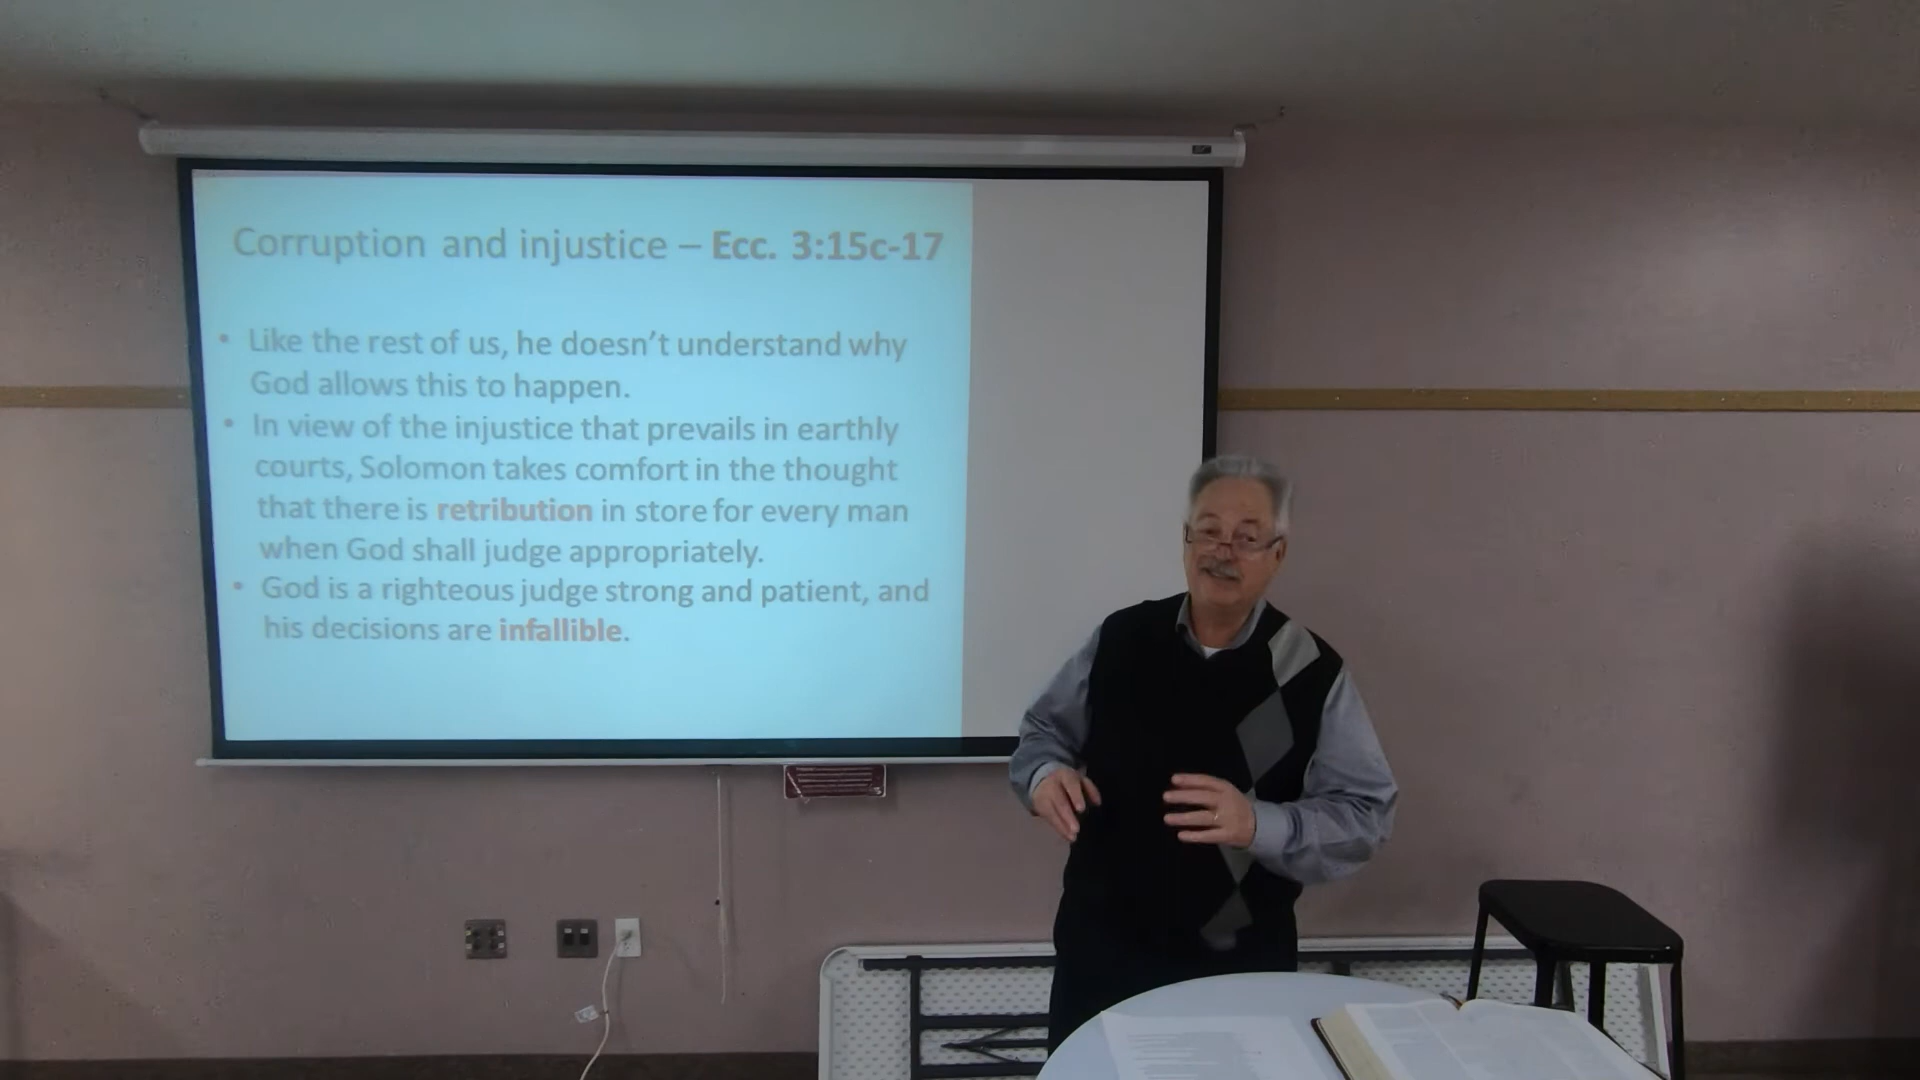 Corruption and injustice – Ecc. 3:15c-17
• Like the rest of us, he doesn’t understand why
God allows this to happen.
• In view of the injustice that prevails in earthly
courts, Solomon takes comfort in the thought
that there is retribution in store for every man
when God shall judge appropriately.
• God is a righteous judge strong and patient, and
his decisions are infallible.